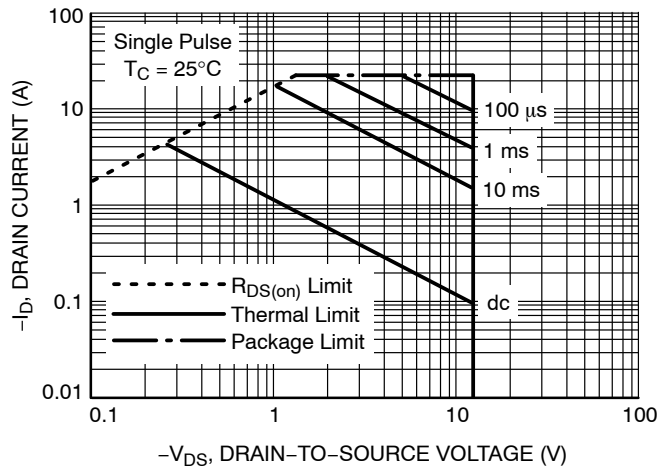 100
10
1
0.1
0.01
-I_D, DRAIN CURRENT (A)
Single Pulse
T_C = 25°C
100 µs
1 ms
10 ms
dc
R_DS(on) Limit
Thermal Limit
Package Limit
0.1
1
10
100
-V_DS, DRAIN-TO-SOURCE VOLTAGE (V)